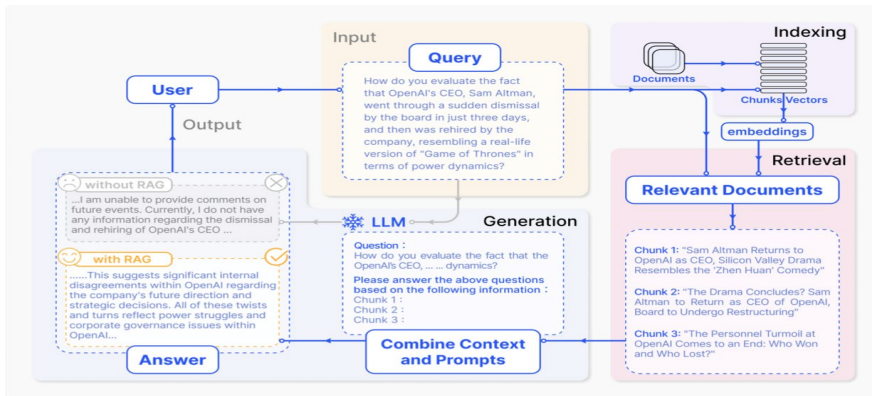 Input
Indexing
Query
How do you evaluate the fact
that OpenAI's CEO, Sam Altman,
went through a sudden dismissal
by the board in just three days,
and then was rehired by the
company, resembling a real-life
version of "Game of Thrones" in
terms of power dynamics?
User
Output
Documents
Chunks Vectors
embeddings
Retrieval
Relevant Documents
Chunk 1: "Sam Altman Returns to
OpenAI as CEO, Silicon Valley Drama
Resembles the 'Zhen Huan' Comedy"
Chunk 2: "The Drama Concludes? Sam
Altman to Return as CEO of OpenAI,
Board to Undergo Restructuring"
Chunk 3: "The Personnel Turmoil at
OpenAI Comes to an End: Who Won
and Who Lost?"
LLM
Generation
Question :
How do you evaluate the fact that the
OpenAI's CEO, ... ... dynamics?
Please answer the above questions
based on the following information :
Chunk 1 :
Chunk 2 :
Chunk 3 :
Combine Context
and Prompts
without RAG
...I am unable to provide comments on
future events. Currently, I do not have
any information regarding the dismissal
and rehiring of OpenAI's CEO ...
with RAG
......This suggests significant internal
disagreements within OpenAI regarding
the company's future direction and
strategic decisions. All of these twists
and turns reflect power struggles and
corporate governance issues within
OpenAI...
Answer